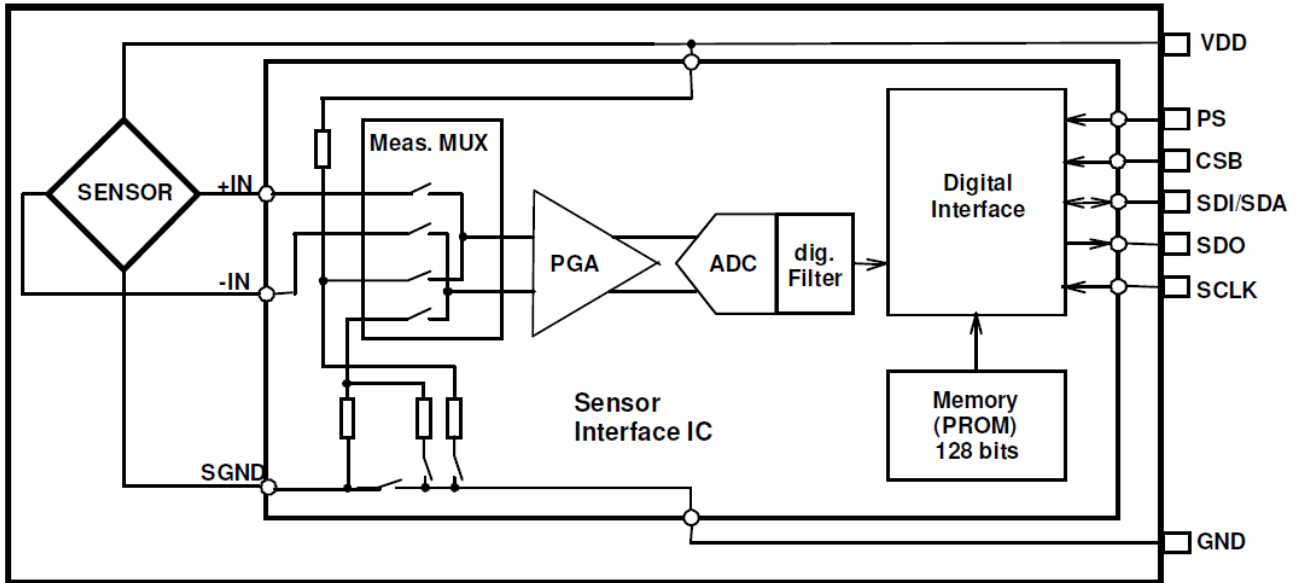 VDD
PS
Meas. MUX
CSB
SENSOR
+IN
Digital
Interface
SDI/SDA
SDO
PGA
ADC
dig.
Filter
-IN
SCLK
Sensor
Interface IC
Memory
(PROM)
128 bits
SGND
GND